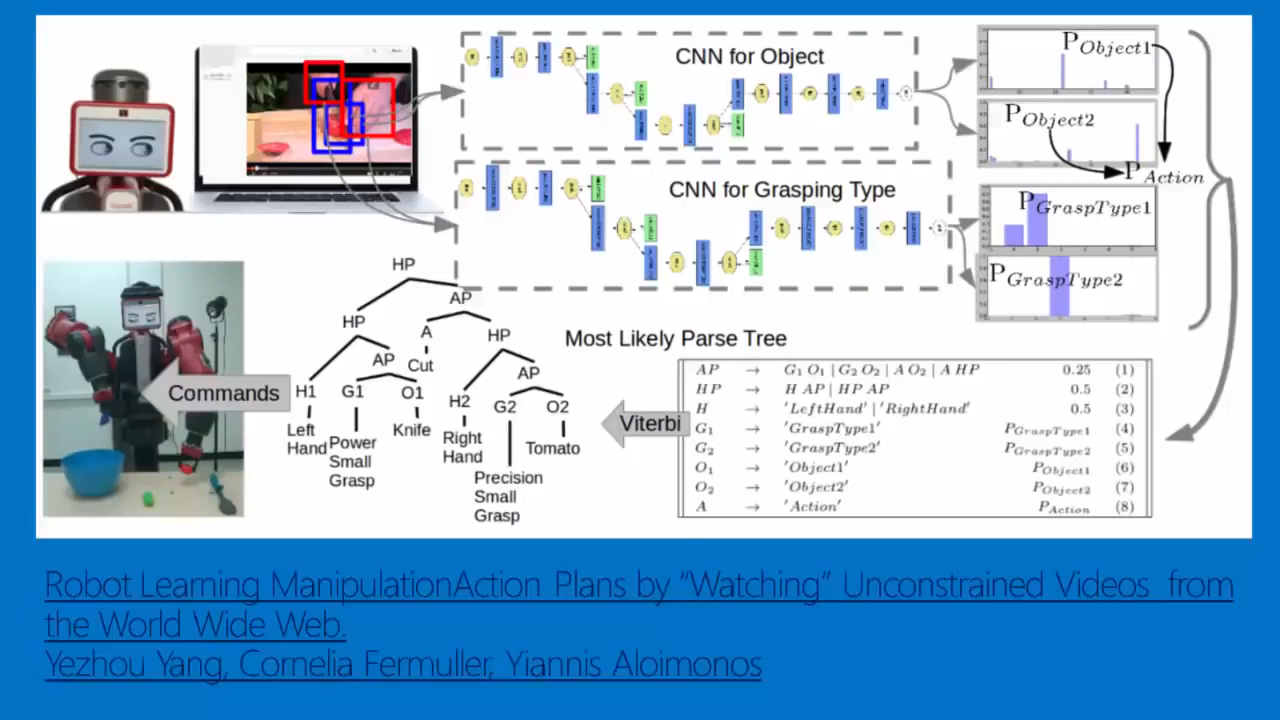 CNN for Object
P_Object1
P_Object2
P_Action
CNN for Grasping Type
P_GraspType1
P_GraspType2
HP
AP
HP
A
HP
AP
Cut
AP
H1
G1
O1
H2
G2
O2
Left
Hand
Power
Small
Grasp
Knife
Right
Hand
Precision
Small
Grasp
Tomato
Commands
Viterbi
Most Likely Parse Tree
AP → G1 O1 | G2 O2 | A O2 | A HP 0.25 (1)
HP → H AP | HP AP 0.5 (2)
H → 'LeftHand' | 'RightHand' 0.5 (3)
G1 → 'GraspType1' P_GraspType1 (4)
G2 → 'GraspType2' P_GraspType2 (5)
O1 → 'Object1' P_Object1 (6)
O2 → 'Object2' P_Object2 (7)
A → 'Action' P_Action (8)
Robot Learning ManipulationAction Plans by “Watching” Unconstrained Videos from
the World Wide Web.
Yezhou Yang, Cornelia Fermuller, Yiannis Aloimonos